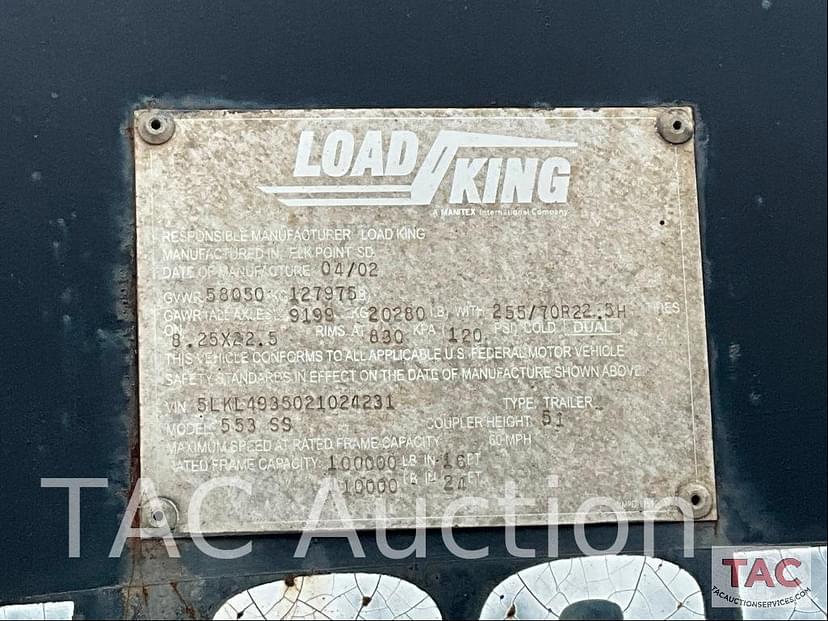 LOAD KING
A MANITEX International Company
RESPONSIBLE MANUFACTURER LOAD KING
MANUFACTURED IN ELK POINT SD.
DATE OF MANUFACTURE 04/02
GVWR 58050 KG 127975
GAWR (ALL AXLES) 9199 KG 20280 LB) WITH 255/70R22.5H TIRES
ON 8.25X22.5 RIMS AT 830 KPA ( 120 PSI) COLD DUAL
THIS VEHICLE CONFORMS TO ALL APPLICABLE U.S. FEDERAL MOTOR VEHICLE
SAFETY STANDARDS IN EFFECT ON THE DATE OF MANUFACTURE SHOWN ABOVE
VIN: 5LKL4935021024231 TYPE: TRAILER
MODEL: 553 SS COUPLER HEIGHT: 51
MAXIMUM SPEED AT RATED FRAME CAPACITY: 60 MPH
RATED FRAME CAPACITY: 100000 LB IN 16 FT
10000 LB IN 24 FT.
TAC Auction
TAC
TACAUCTIONSERVICES.COM